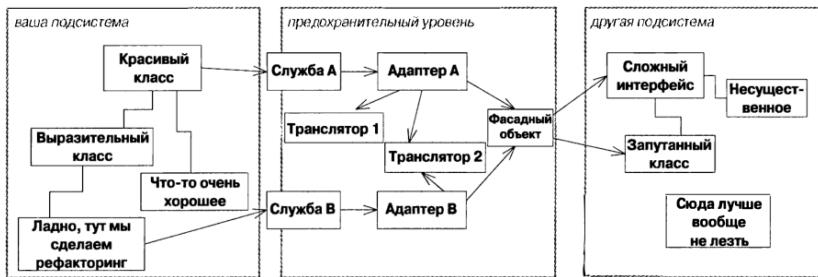 ваша подсистема
Красивый
класс
Выразительный
класс
Что-то очень
хорошее
Ладно, тут мы
сделаем
рефакторинг
предохранительный уровень
Служба A
Адаптер A
Транслятор 1
Транслятор 2
Фасадный
объект
Служба B
Адаптер B
другая подсистема
Сложный
интерфейс
Несущест-
венное
Запутанный
класс
Сюда лучше
вообще
не лезть